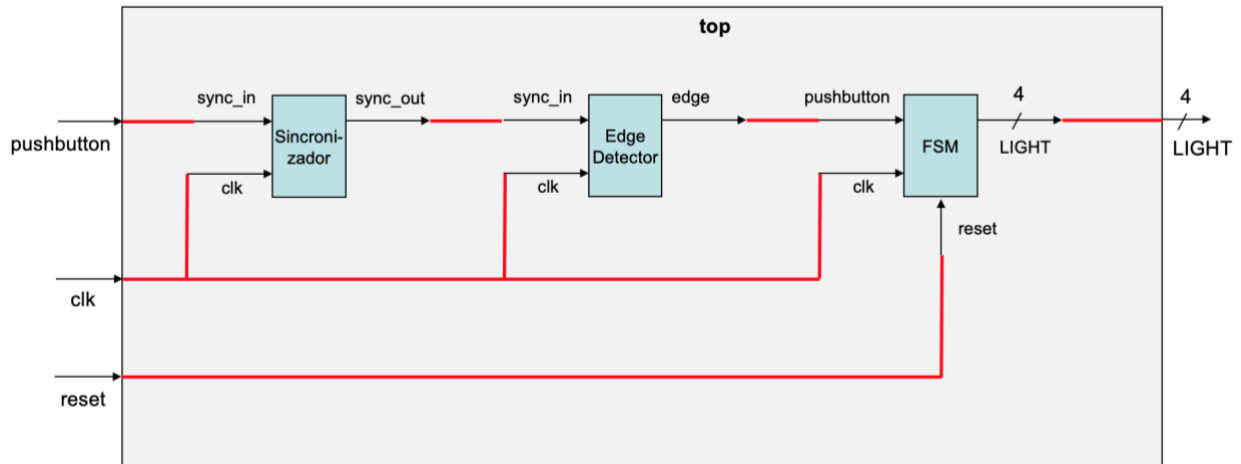 top
4
4
sync_in
sync_out
sync_in
edge
pushbutton
pushbutton
Sincroni-
zador
Edge
Detector
FSM
LIGHT
LIGHT
clk
clk
clk
reset
clk
reset